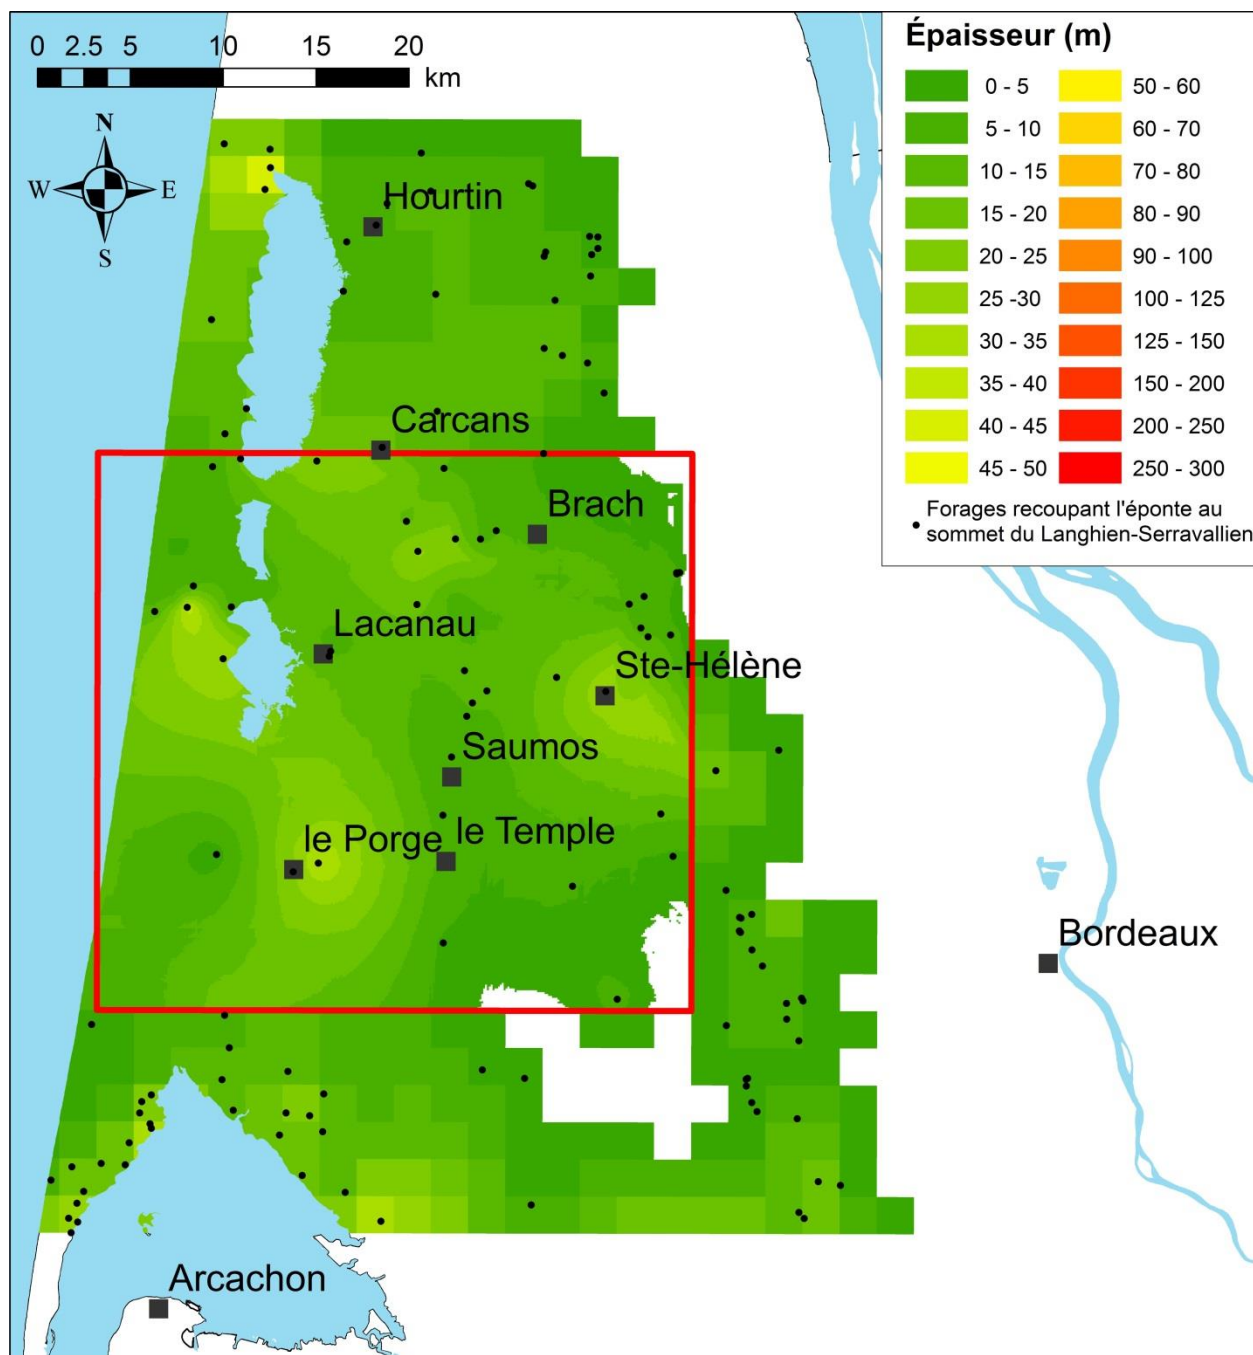 0 2.5 5 10 15 20
km
N
W E
S
Épaisseur (m)
0 - 5 50 - 60
5 - 10 60 - 70
10 - 15 70 - 80
15 - 20 80 - 90
20 - 25 90 - 100
25 -30 100 - 125
30 - 35 125 - 150
35 - 40 150 - 200
40 - 45 200 - 250
45 - 50 250 - 300
Forages recoupant l'éponte au
sommet du Langhien-Serravallien
Hourtin
Carcans
Brach
Lacanau
Ste-Hélène
Saumos
le Porge
le Temple
Bordeaux
Arcachon